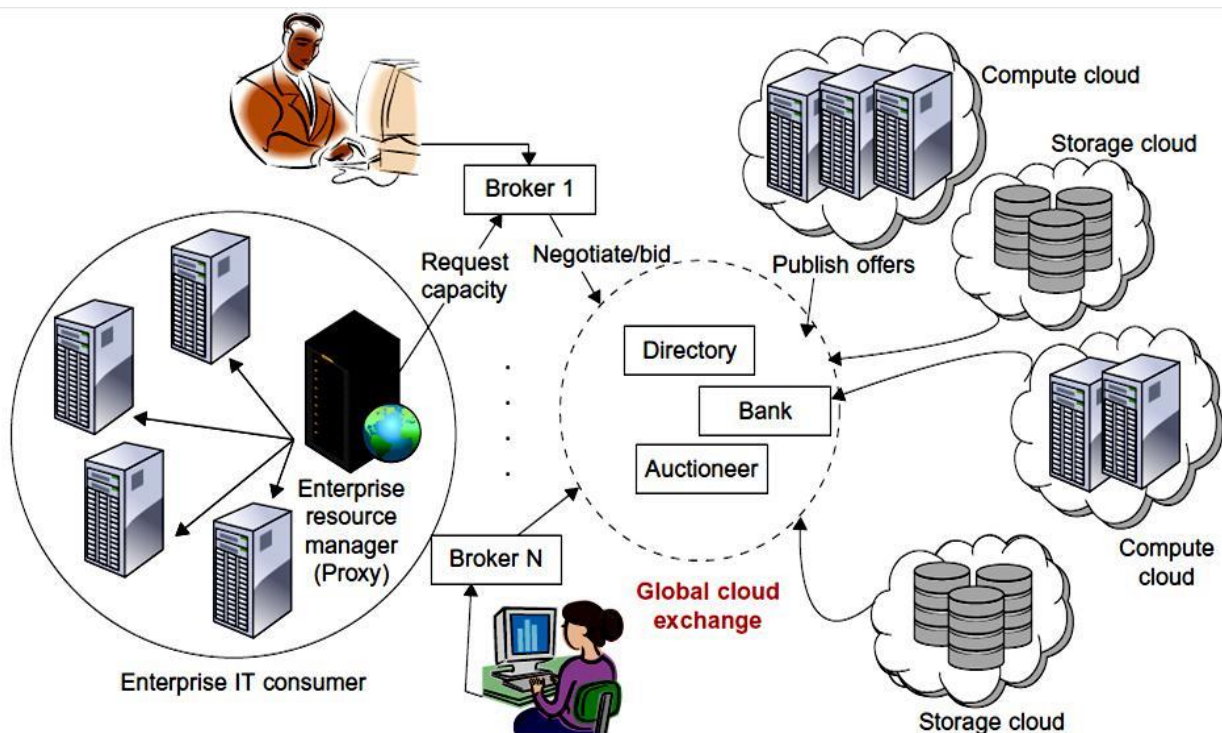 Compute cloud
Storage cloud
Broker 1
Request
capacity
Negotiate/bid
Publish offers
Directory
Bank
Auctioneer
Enterprise
resource
manager
(Proxy)
Broker N
Global cloud
exchange
Compute
cloud
Enterprise IT consumer
Storage cloud